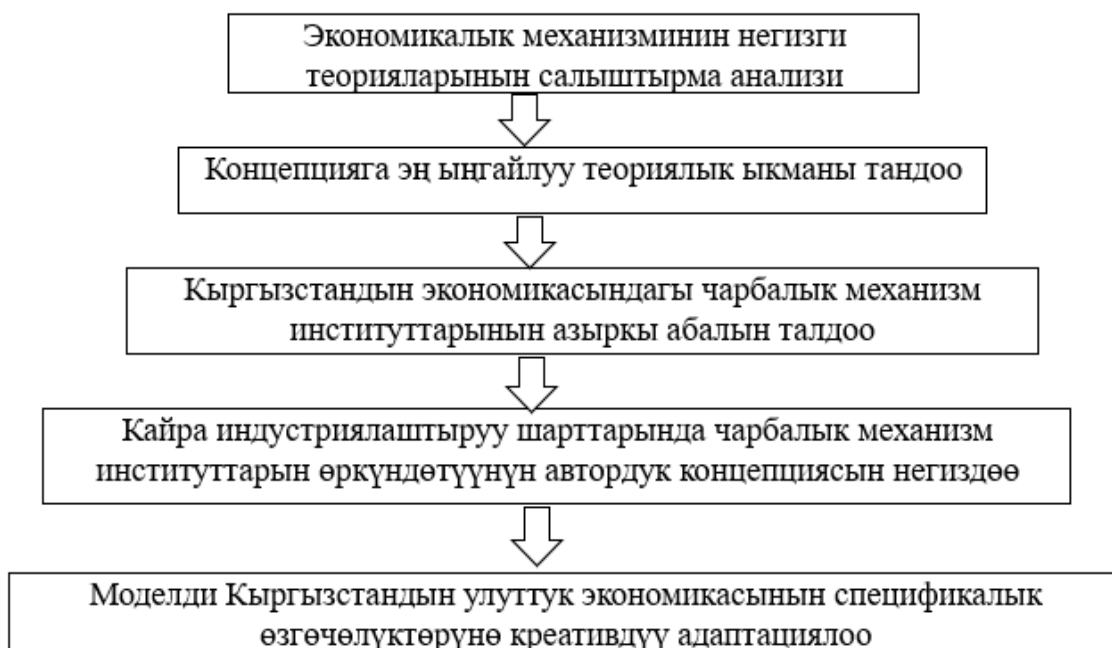 Экономикалык механизминин негизги
теорияларынын салыштырма анализи
Концепцияга эң ыңгайлуу теориялык ыкманы тандоо
Кыргызстандын экономикасындагы чарбалык механизм
институттарынын азыркы абалын талдоо
Кайра индустриялаштыруу шарттарында чарбалык механизм
институттарын өркүндөтүүнүн автордук концепциясын негиздөө
Моделди Кыргызстандын улуттук экономикасынын спецификалык
өзгөчөлүктөрүнө креативдүү адаптациялоо